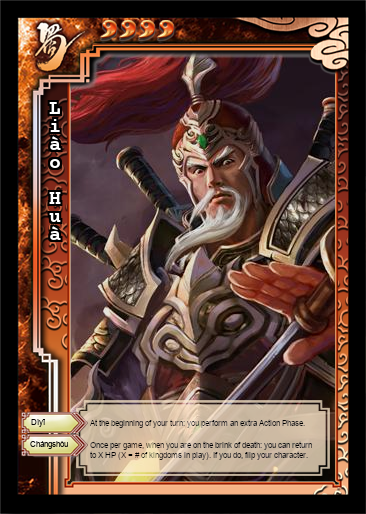 蜀
Liào Huà
Dìyī
At the beginning of your turn: you perform an extra Action Phase.
Chángshòu
Once per game, when you are on the brink of death: you can return
to X HP (X = # of kingdoms in play). If you do, flip your character.